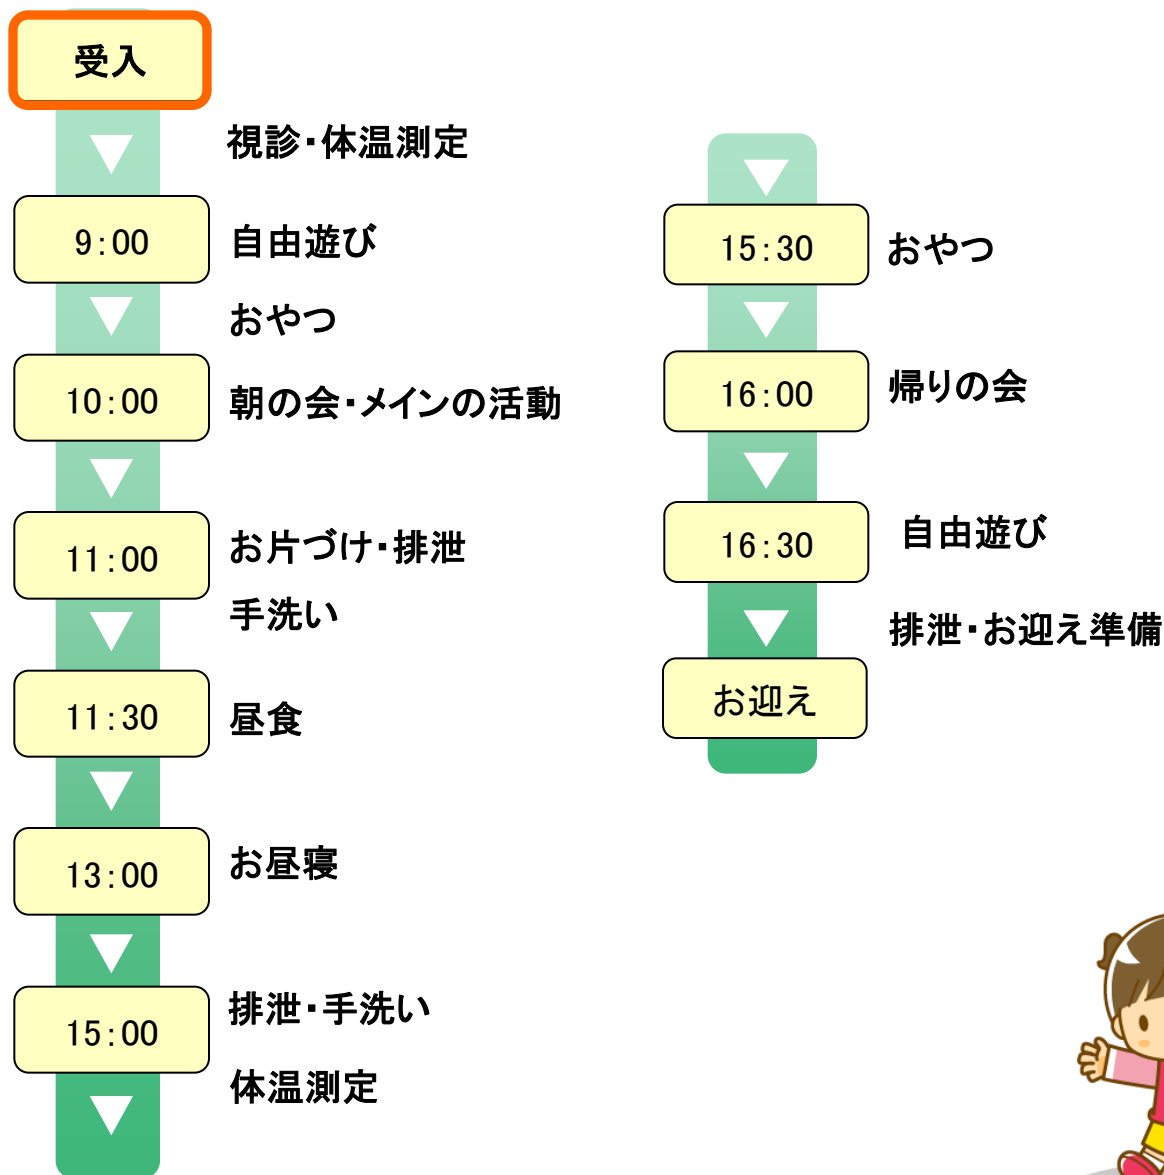 受入
視診・体温測定
9:00
自由遊び
おやつ
10:00
朝の会・メインの活動
11:00
お片づけ・排泄
手洗い
11:30
昼食
13:00
お昼寝
15:00
排泄・手洗い
体温測定
15:30
おやつ
16:00
帰りの会
16:30
自由遊び
排泄・お迎え準備
お迎え